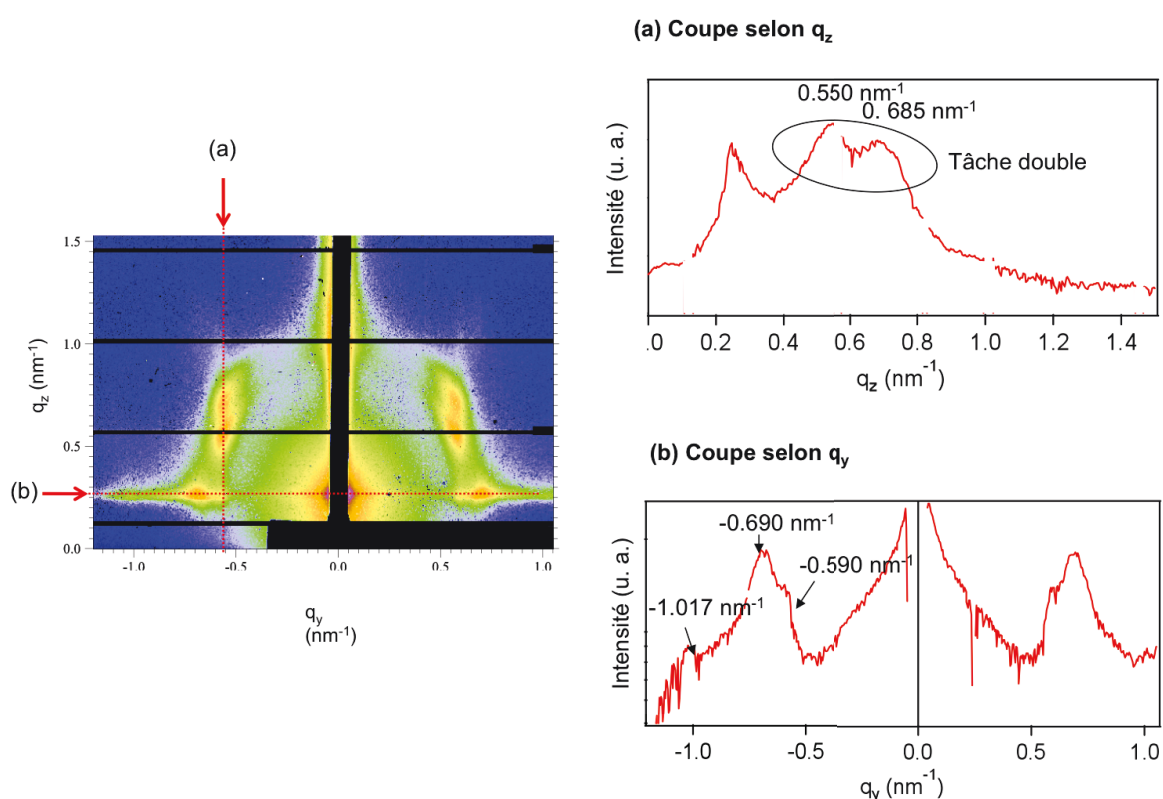 (a) Coupe selon qz
0.550 nm-1
0. 685 nm-1
Tâche double
Intensité (u. a.)
.0 0.2 0.4 0.6 0.8 1.0 1.2 1.4
qz (nm-1)
(a)
(b)
1.5
1.0
0.5
0.0
qz (nm-1)
-1.0 -0.5 0.0 0.5 1.0
qy
(nm-1)
(b) Coupe selon qy
-0.690 nm-1
-0.590 nm-1
-1.017 nm-1
Intensité (u. a.)
-1.0 -0.5 0.0 0.5 1.0
qy (nm-1)